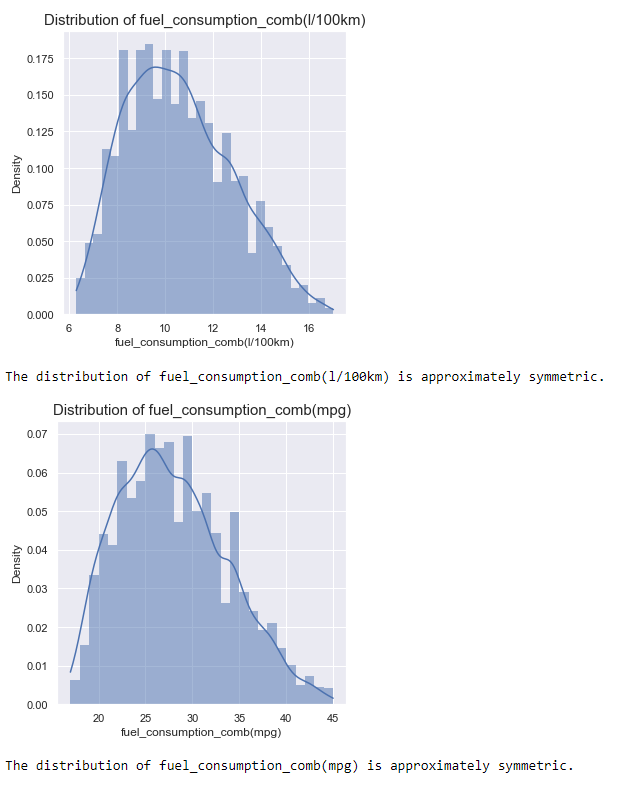 Distribution of fuel_consumption_comb(l/100km)
0.175
0.150
0.125
0.100
0.075
0.050
0.025
0.000
Density
6 8 10 12 14 16
fuel_consumption_comb(l/100km)
The distribution of fuel_consumption_comb(l/100km) is approximately symmetric.
Distribution of fuel_consumption_comb(mpg)
0.07
0.06
0.05
0.04
0.03
0.02
0.01
0.00
Density
20 25 30 35 40 45
fuel_consumption_comb(mpg)
The distribution of fuel_consumption_comb(mpg) is approximately symmetric.